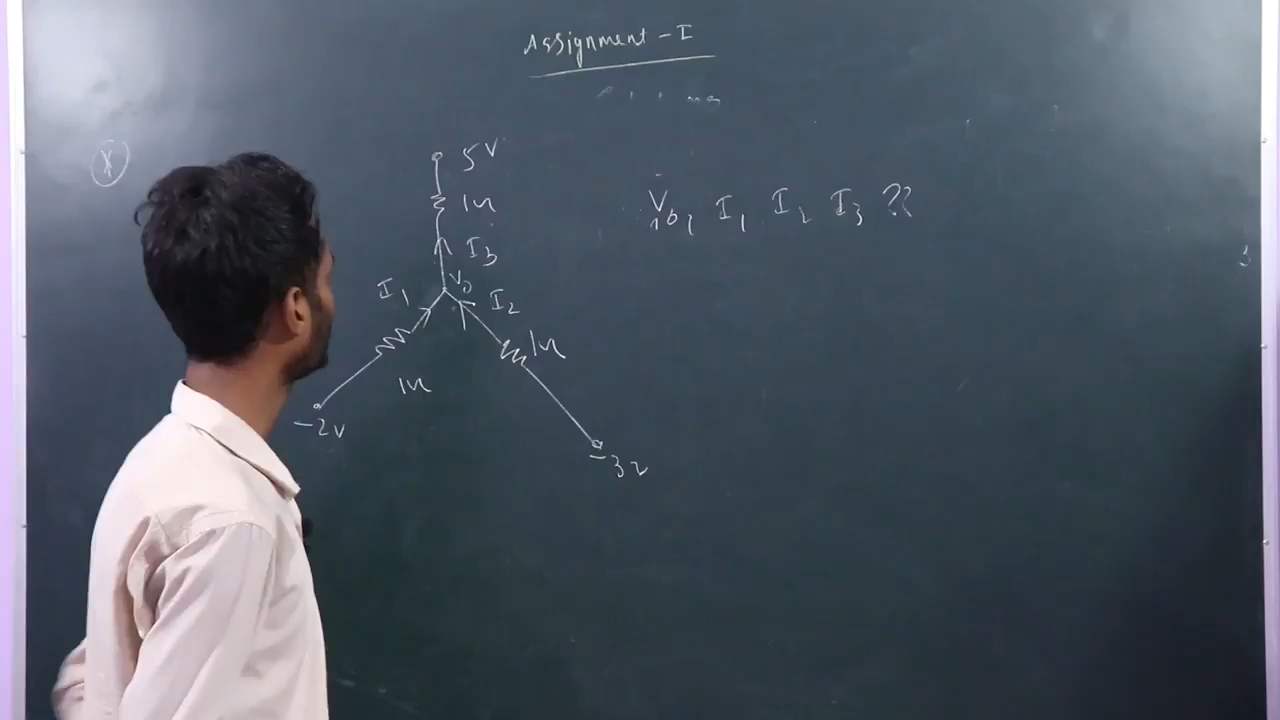 Assignment - I
5V
1Ω
I3
V0
I1
I2
1Ω
1Ω
-2V
-3V
V0, I1 I2 I3 ??